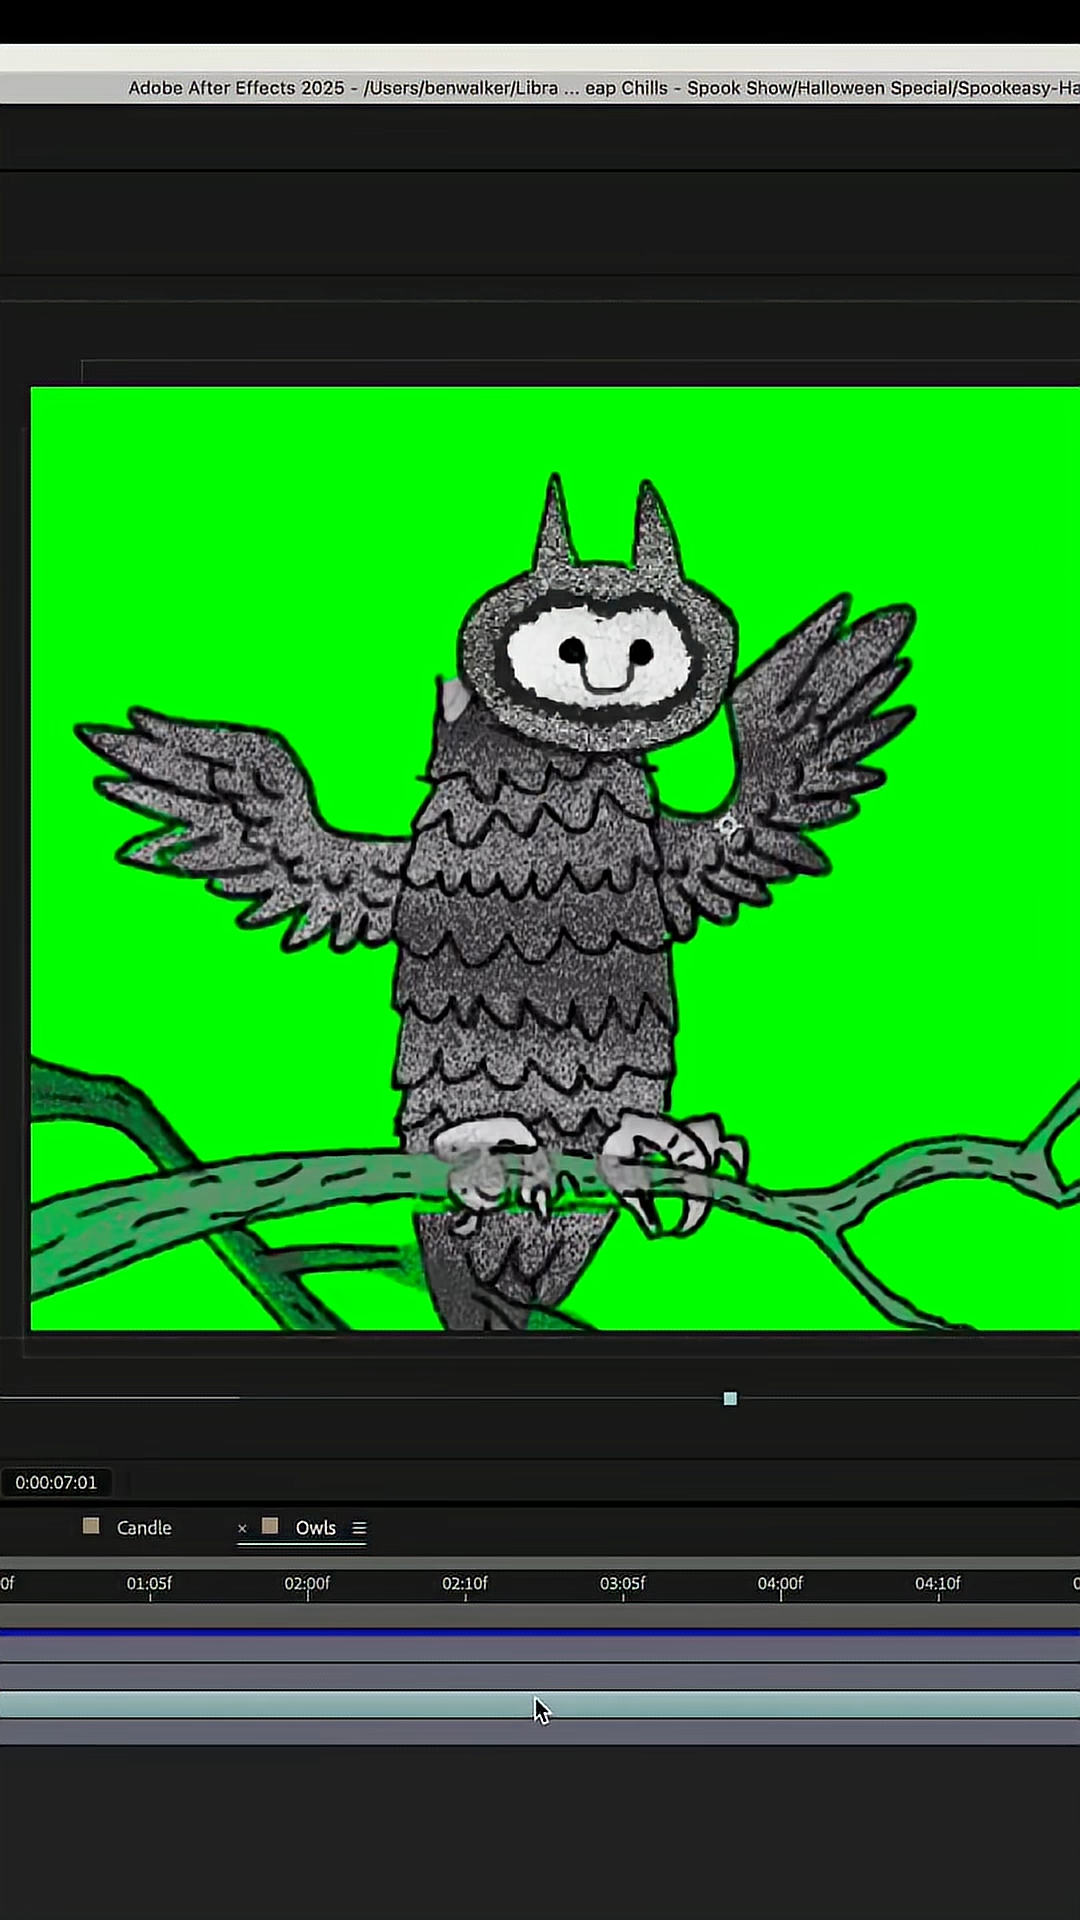 Adobe After Effects 2025 - /Users/benwalker/Libra ... eap Chills - Spook Show/Halloween Special/Spookeasy-Ha
0:00:07:01
Candle × Owls
0f 01:05f 02:00f 02:10f 03:05f 04:00f 04:10f 0